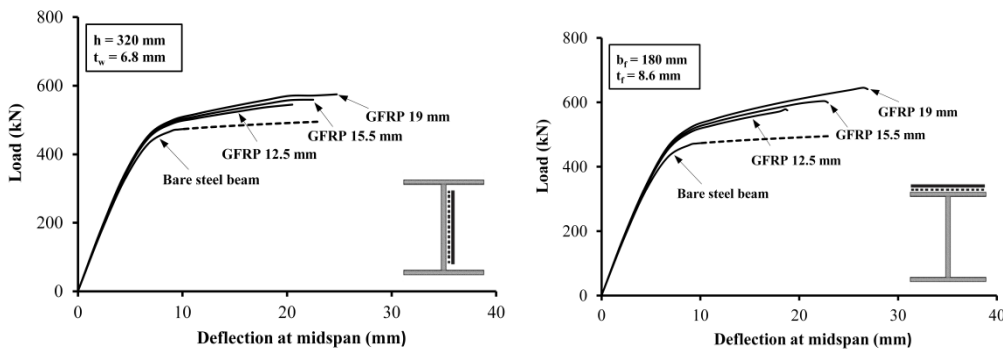 800
h = 320 mm
t_w = 6.8 mm
600
400
200
0
Load (kN)
GFRP 19 mm
GFRP 15.5 mm
GFRP 12.5 mm
Bare steel beam
0 10 20 30 40
Deflection at midspan (mm)
800
b_f = 180 mm
t_f = 8.6 mm
600
400
200
0
Load (kN)
GFRP 19 mm
GFRP 15.5 mm
GFRP 12.5 mm
Bare steel beam
0 10 20 30 40
Deflection at midspan (mm)